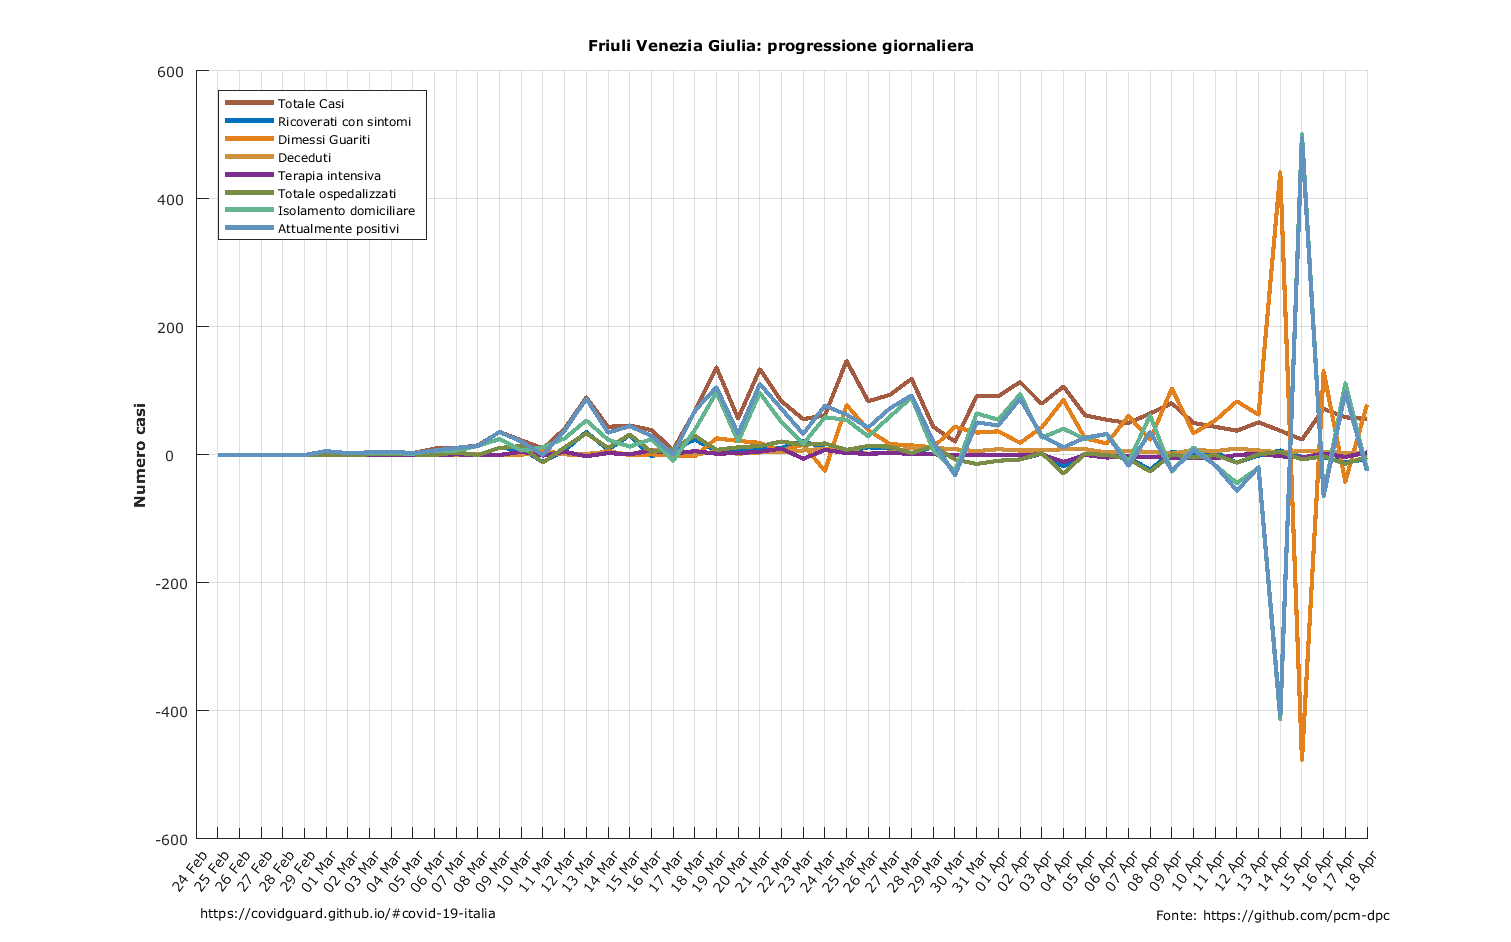 Friuli Venezia Giulia: progressione giornaliera
600
400
200
0
-200
-400
-600
Numero casi
Totale Casi
Ricoverati con sintomi
Dimessi Guariti
Deceduti
Terapia intensiva
Totale ospedalizzati
Isolamento domiciliare
Attualmente positivi
24 Feb
25 Feb
26 Feb
27 Feb
28 Feb
29 Feb
01 Mar
02 Mar
03 Mar
04 Mar
05 Mar
06 Mar
07 Mar
08 Mar
09 Mar
10 Mar
11 Mar
12 Mar
13 Mar
14 Mar
15 Mar
16 Mar
17 Mar
18 Mar
19 Mar
20 Mar
21 Mar
22 Mar
23 Mar
24 Mar
25 Mar
26 Mar
27 Mar
28 Mar
29 Mar
30 Mar
31 Mar
01 Apr
02 Apr
03 Apr
04 Apr
05 Apr
06 Apr
07 Apr
08 Apr
09 Apr
10 Apr
11 Apr
12 Apr
13 Apr
14 Apr
15 Apr
16 Apr
17 Apr
18 Apr
https://covidguard.github.io/#covid-19-italia
Fonte: https://github.com/pcm-dpc